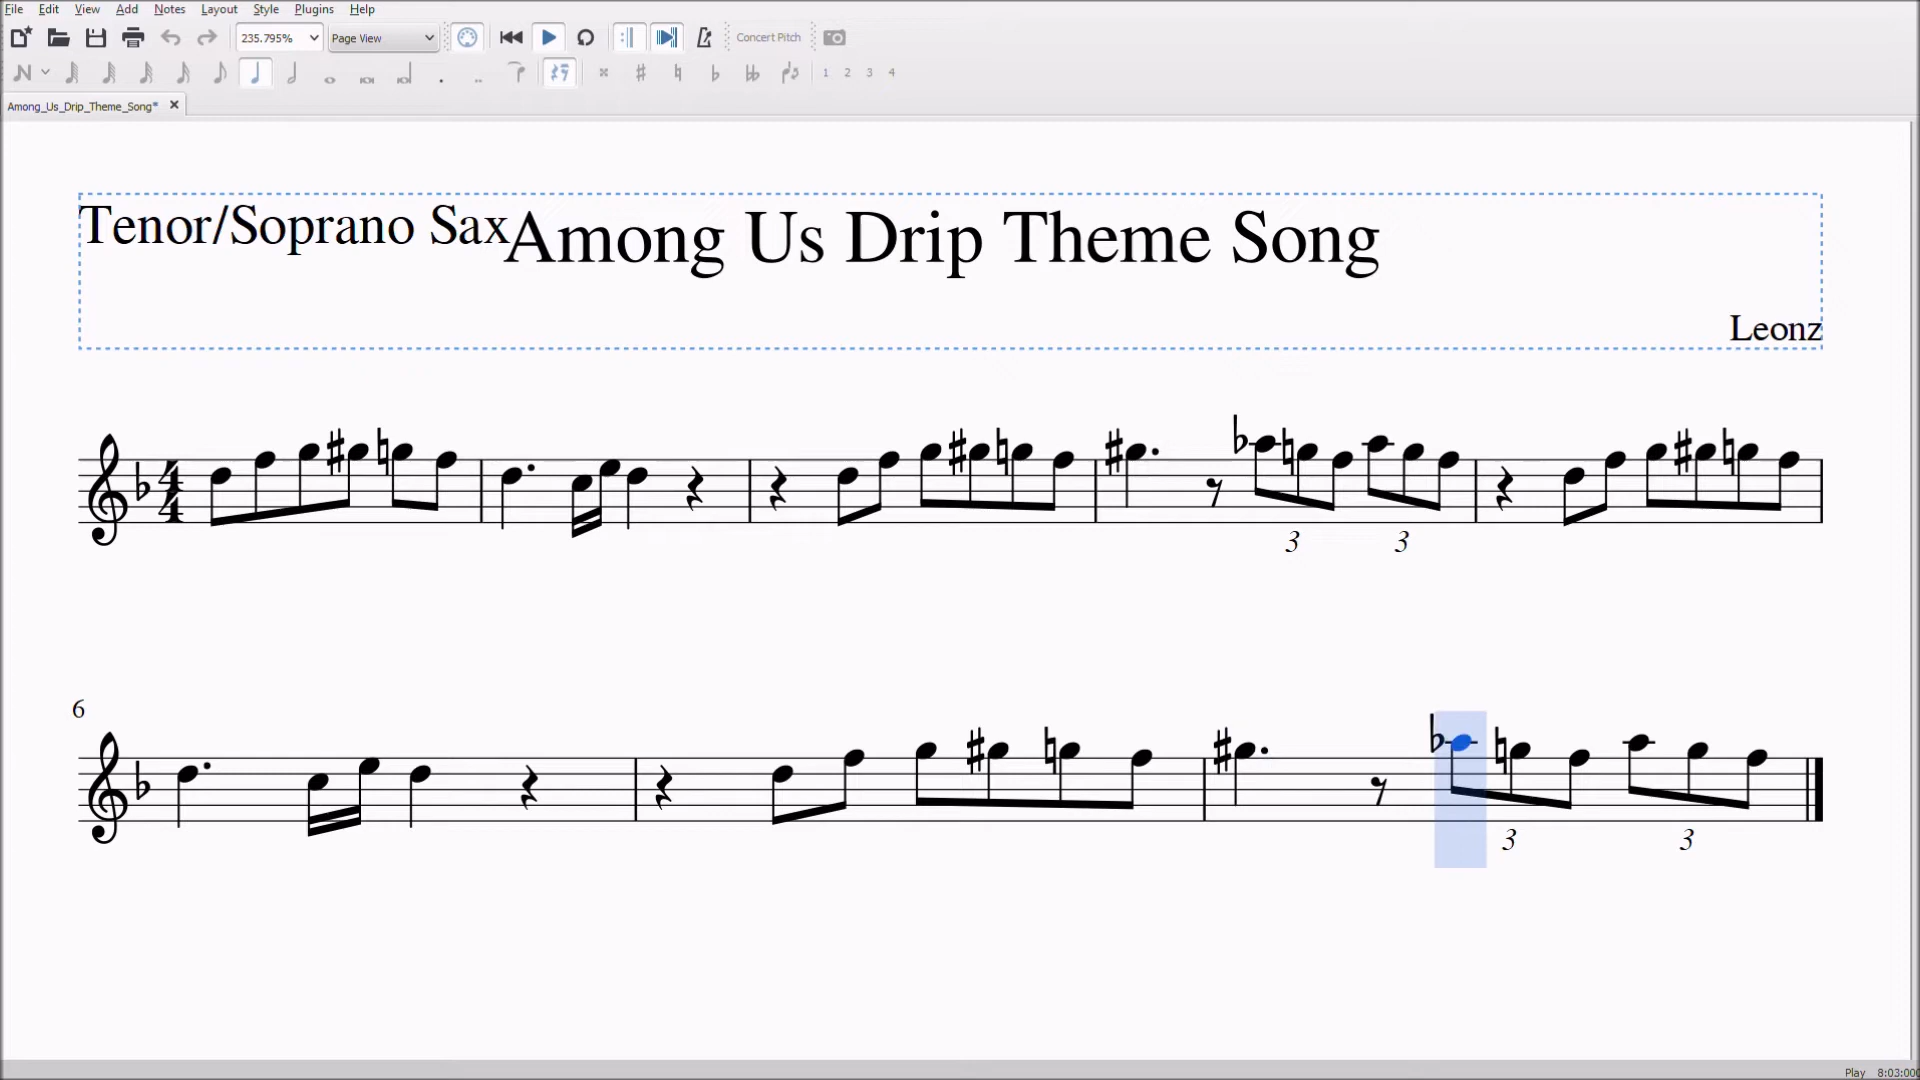 File Edit View Add Notes Layout Style Plugins Help
235.795% Page View Concert Pitch
1 2 3 4
Among_Us_Drip_Theme_Song*
Tenor/Soprano Sax
Among Us Drip Theme Song
Leonz
3 3
6
3 3
Play 8:03:000